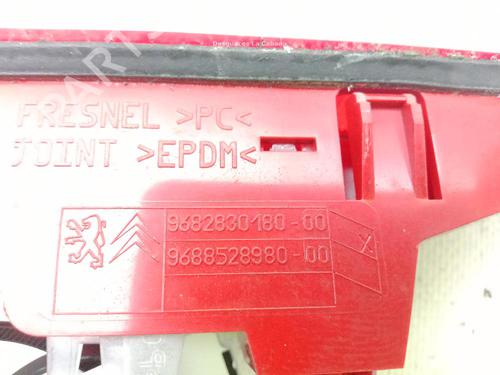 Desguaces La Cabaña
FRESNEL >PC<
JOINT >EPDM<
9682830180-00
9688528980-00
X